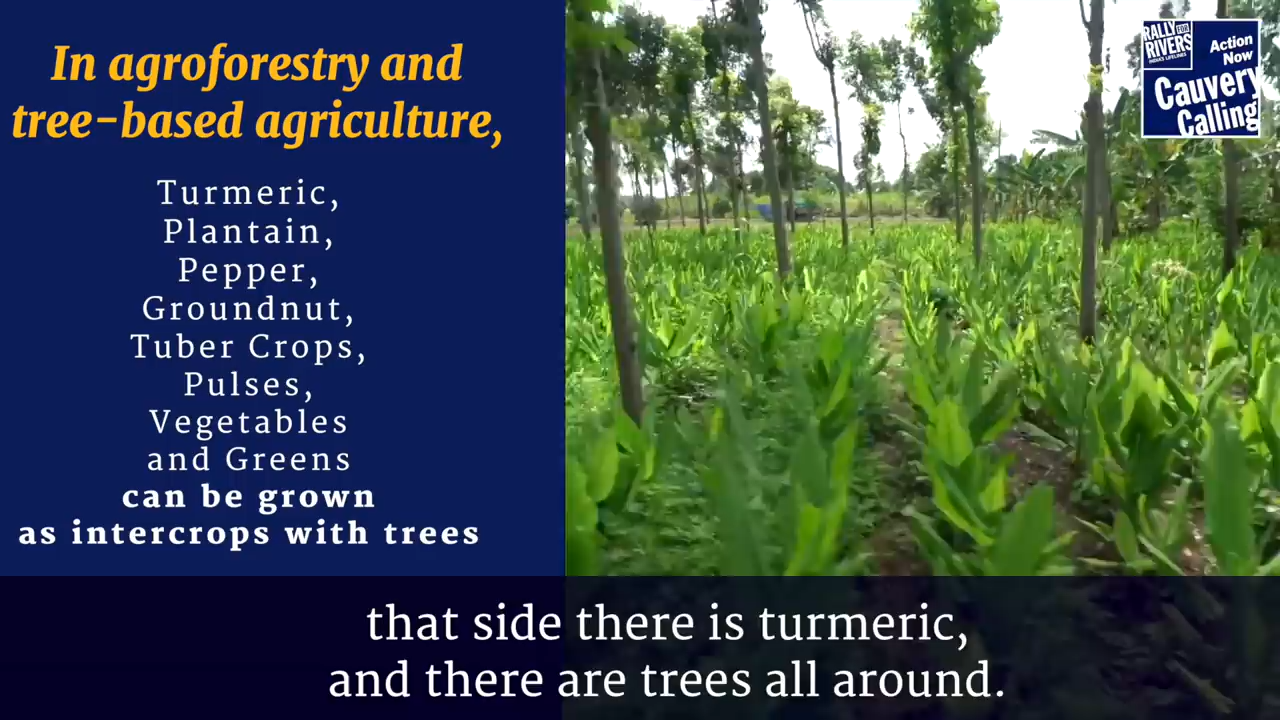 In agroforestry and
tree-based agriculture,
Turmeric,
Plantain,
Pepper,
Groundnut,
Tuber Crops,
Pulses,
Vegetables
and Greens
can be grown
as intercrops with trees
RALLY
FOR
RIVERS
INDIA'S LIFELINES
Action
Now
Cauvery
Calling
that side there is turmeric,
and there are trees all around.